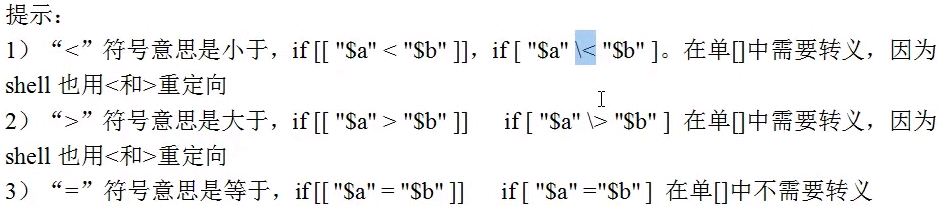 提示：
1）“<”符号意思是小于，if [[ "$a" < "$b" ]]，if [ "$a" \< "$b" ]。在单[]中需要转义，因为
shell 也用<和>重定向
2）“>”符号意思是大于，if [[ "$a" > "$b" ]] if [ "$a" \> "$b" ] 在单[]中需要转义，因为
shell 也用<和>重定向
3）“=”符号意思是等于，if [[ "$a" = "$b" ]] if [ "$a" ="$b" ] 在单[]中不需要转义